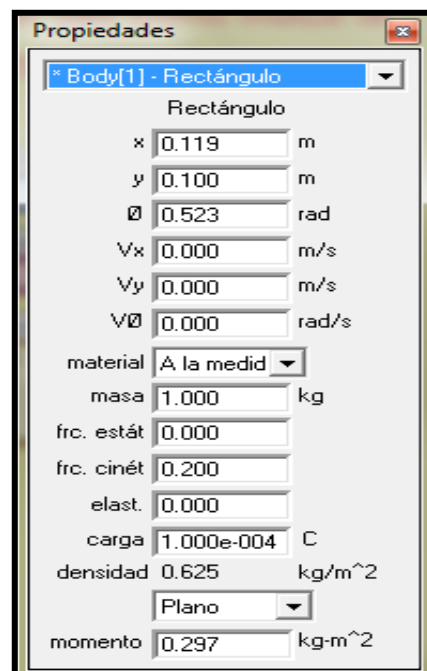 Propiedades
* Body[1] - Rectángulo
Rectángulo
x 0.119 m
y 0.100 m
Ø 0.523 rad
Vx 0.000 m/s
Vy 0.000 m/s
VØ 0.000 rad/s
material A la medid
masa 1.000 kg
frc. estát 0.000
frc. cinét 0.200
elast. 0.000
carga 1.000e-004 C
densidad 0.625 kg/m^2
Plano
momento 0.297 kg-m^2